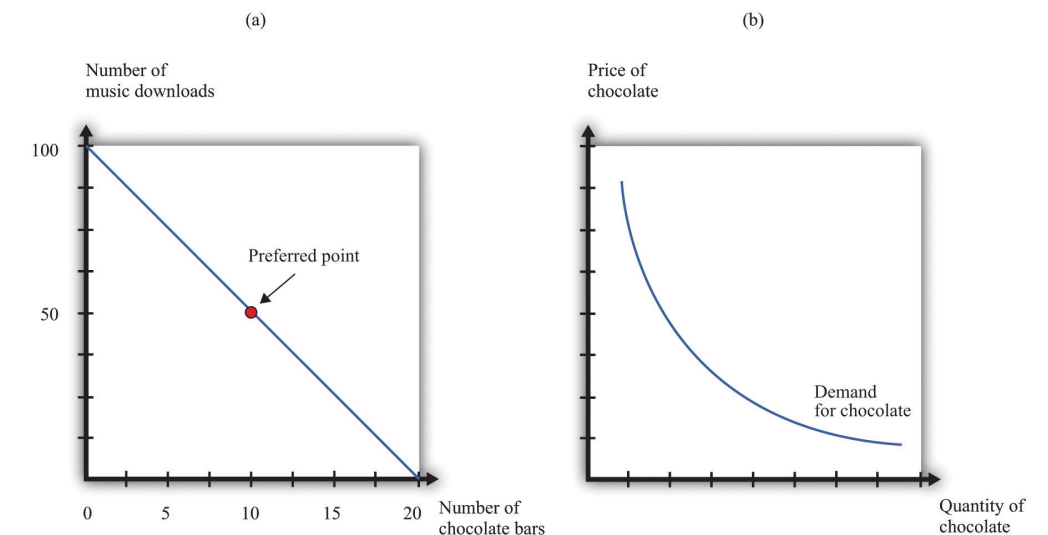 (a)
Number of
music downloads
100
50
Preferred point
0
5
10
15
20
Number of
chocolate bars
(b)
Price of
chocolate
Demand
for chocolate
Quantity of
chocolate